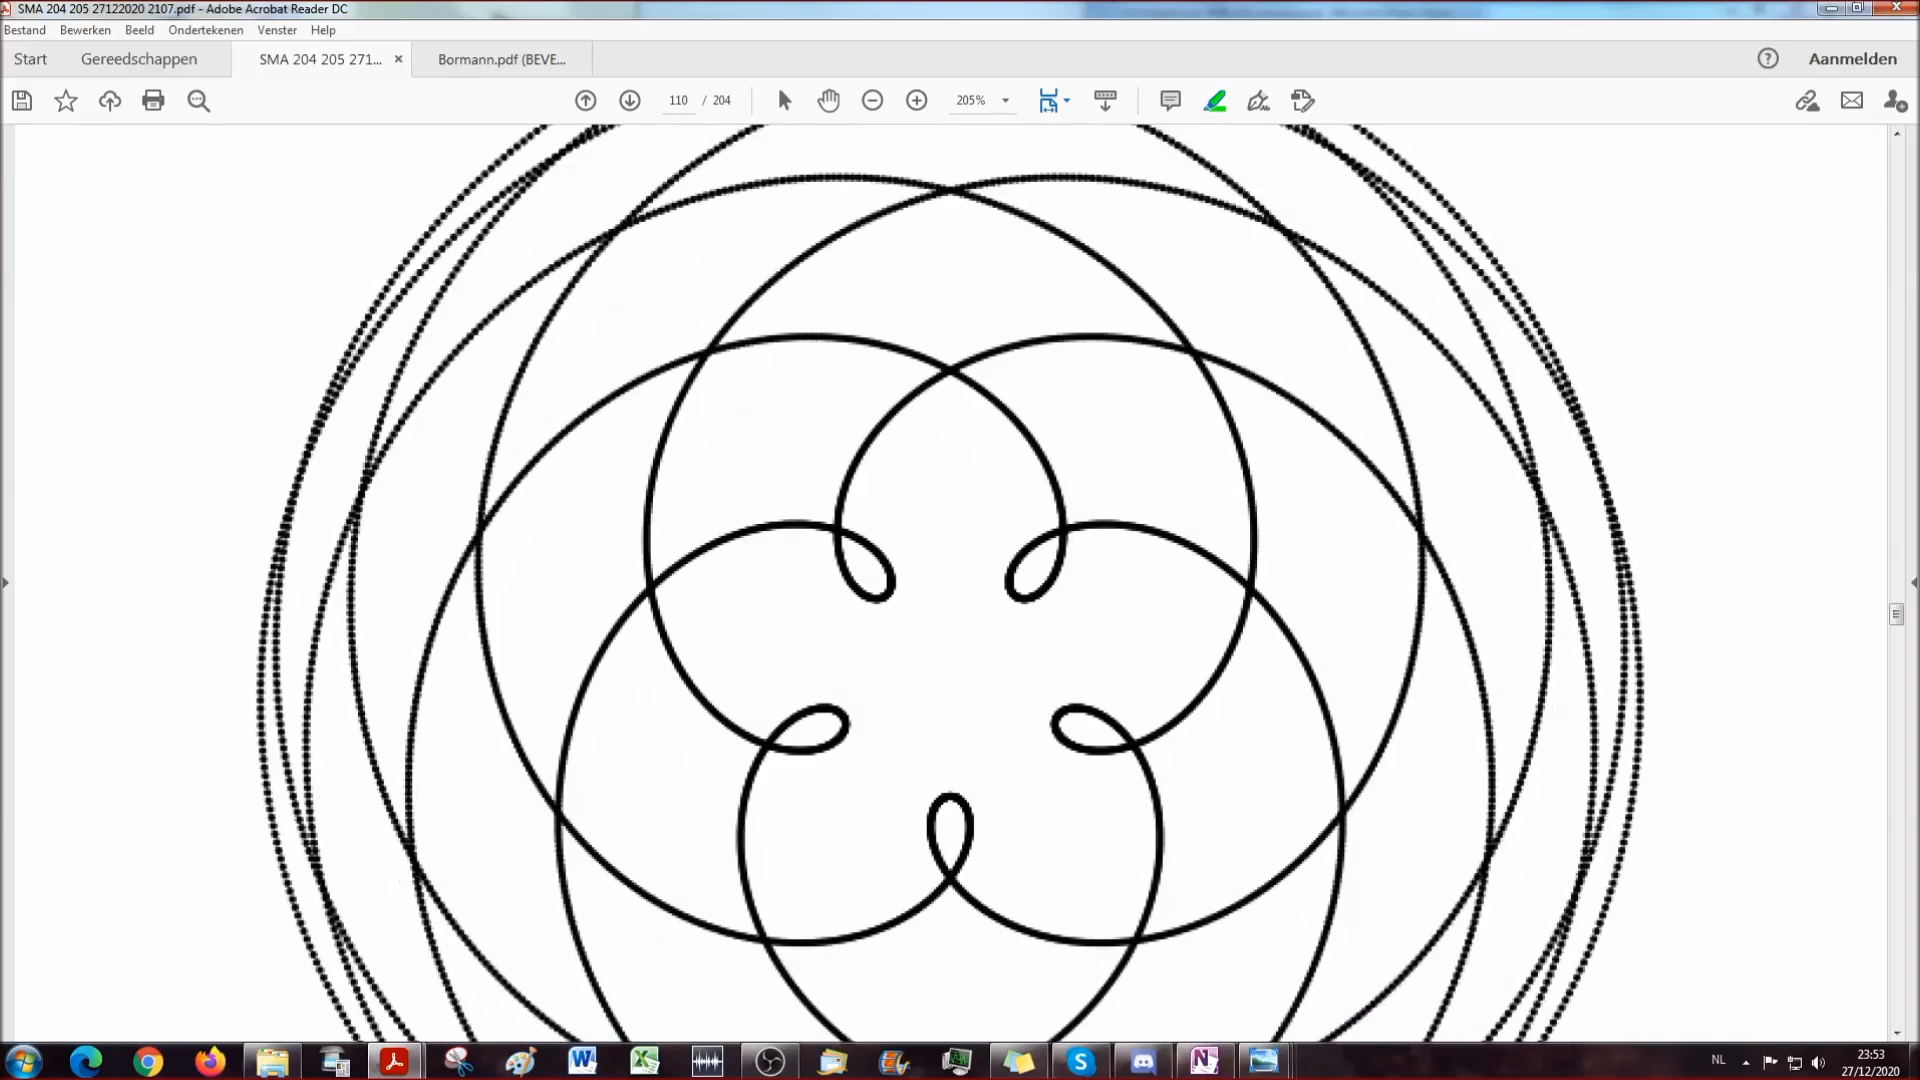 SMA 204 205 27122020 2107.pdf - Adobe Acrobat Reader DC
Bestand Bewerken Beeld Ondertekenen Venster Help
Start Gereedschappen SMA 204 205 271... × Bormann.pdf (BEVE... Aanmelden
110 / 204 205%
NL 23:53
27/12/2020